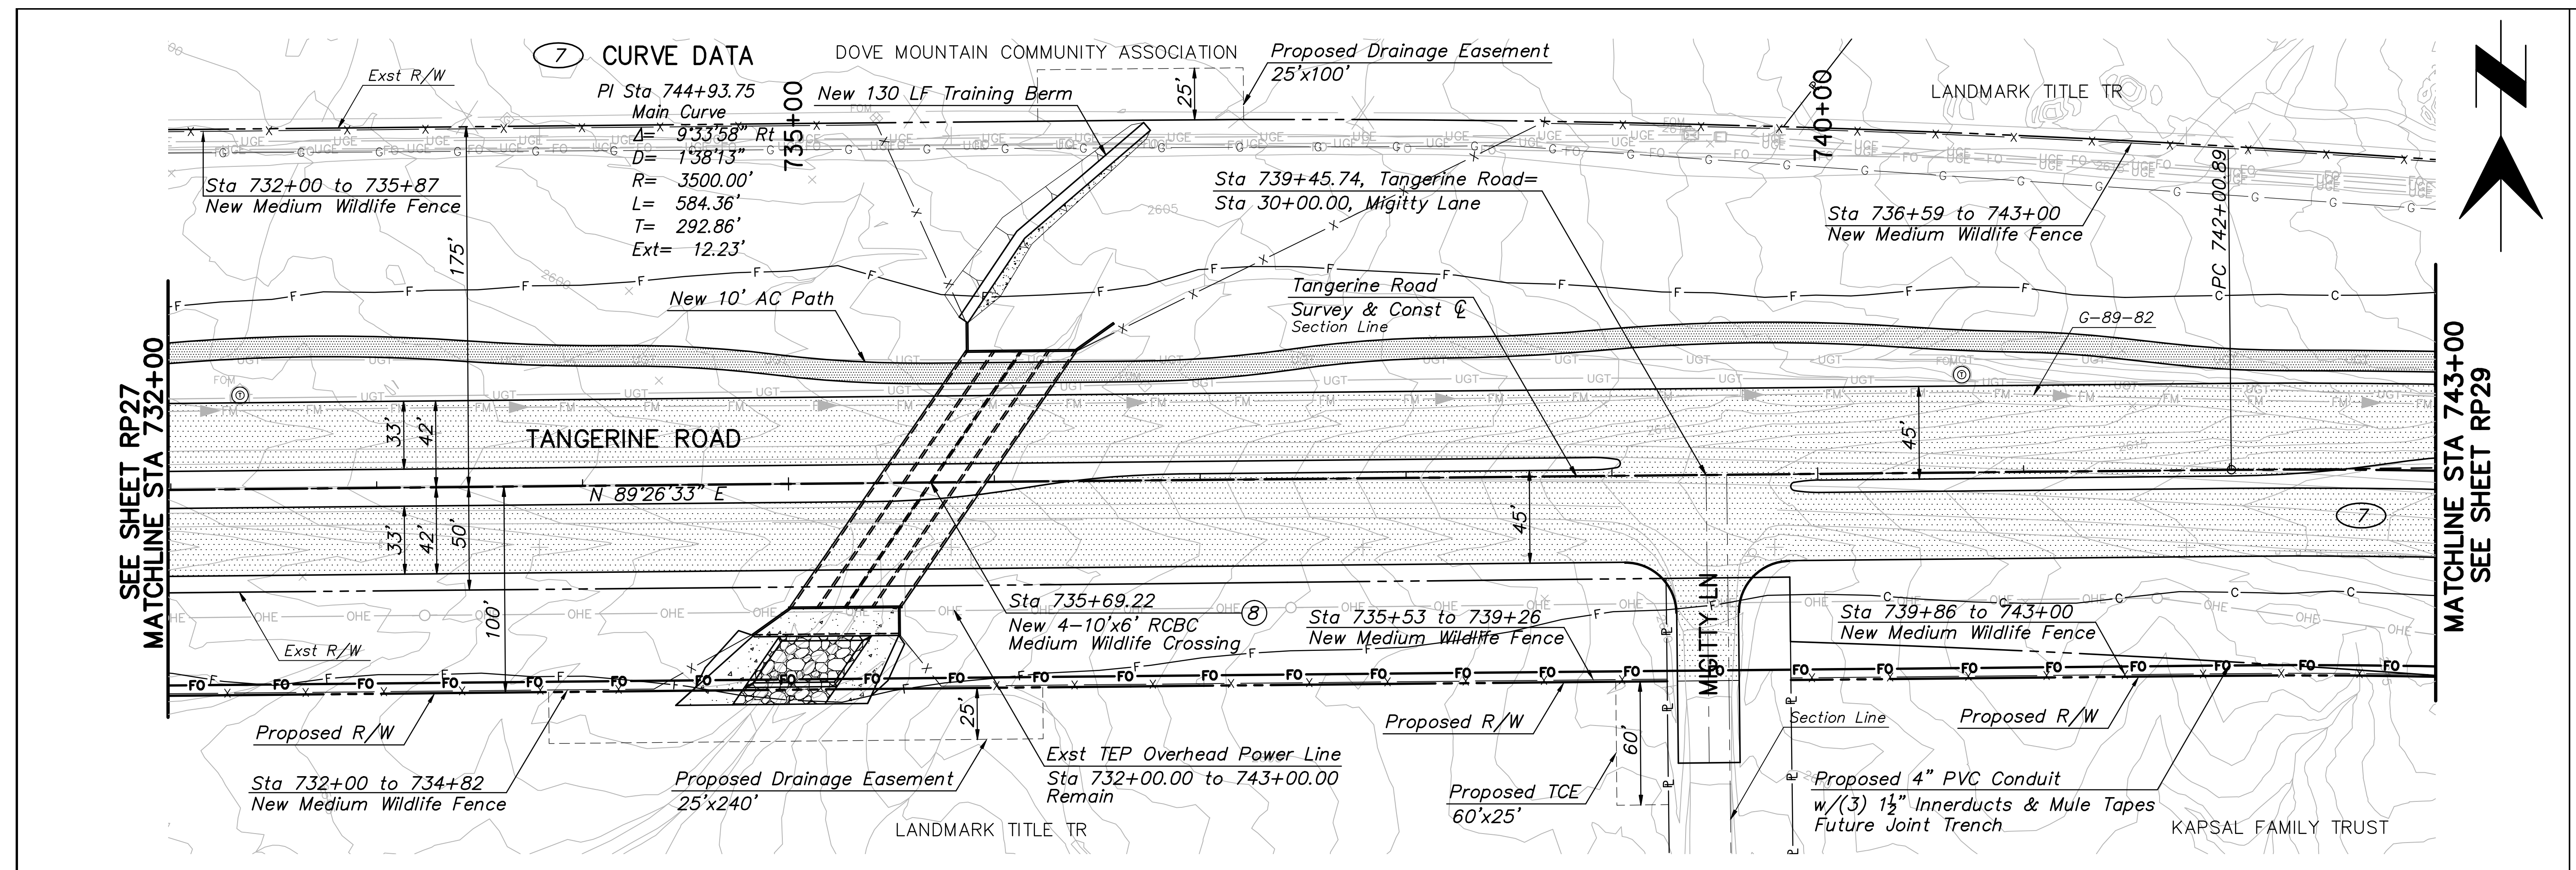 7 CURVE DATA
PI Sta 744+93.75
Main Curve
Δ= 9°33'58" Rt
D= 1°38'13"
R= 3500.00'
L= 584.36'
T= 292.86'
Ext= 12.23'
DOVE MOUNTAIN COMMUNITY ASSOCIATION
Proposed Drainage Easement
25'x100'
25'
Exst R/W
735+00
New 130 LF Training Berm
740+00
LANDMARK TITLE TR
Sta 732+00 to 735+87
New Medium Wildlife Fence
175'
Sta 739+45.74, Tangerine Road=
Sta 30+00.00, Migitty Lane
Sta 736+59 to 743+00
New Medium Wildlife Fence
PC 742+00.89
New 10' AC Path
Tangerine Road
Survey & Const ℄
Section Line
G-89-82
2605
2600
SEE SHEET RP27
MATCHLINE STA 732+00
MATCHLINE STA 743+00
SEE SHEET RP29
33'
42'
TANGERINE ROAD
45'
2615
N 89°26'33" E
33'
42'
50'
100'
45'
7
MIGITTY LN
Exst R/W
Sta 735+69.22
New 4-10'x6' RCBC
Medium Wildlife Crossing
8
Sta 735+53 to 739+26
New Medium Wildlife Fence
Sta 739+86 to 743+00
New Medium Wildlife Fence
Proposed R/W
Sta 732+00 to 734+82
New Medium Wildlife Fence
25'
Proposed Drainage Easement
25'x240'
Exst TEP Overhead Power Line
Sta 732+00.00 to 743+00.00
Remain
Proposed R/W
60'
Proposed TCE
60'x25'
Section Line
Proposed R/W
Proposed 4" PVC Conduit
w/(3) 1½" Innerducts & Mule Tapes
Future Joint Trench
LANDMARK TITLE TR
KAPSAL FAMILY TRUST
N